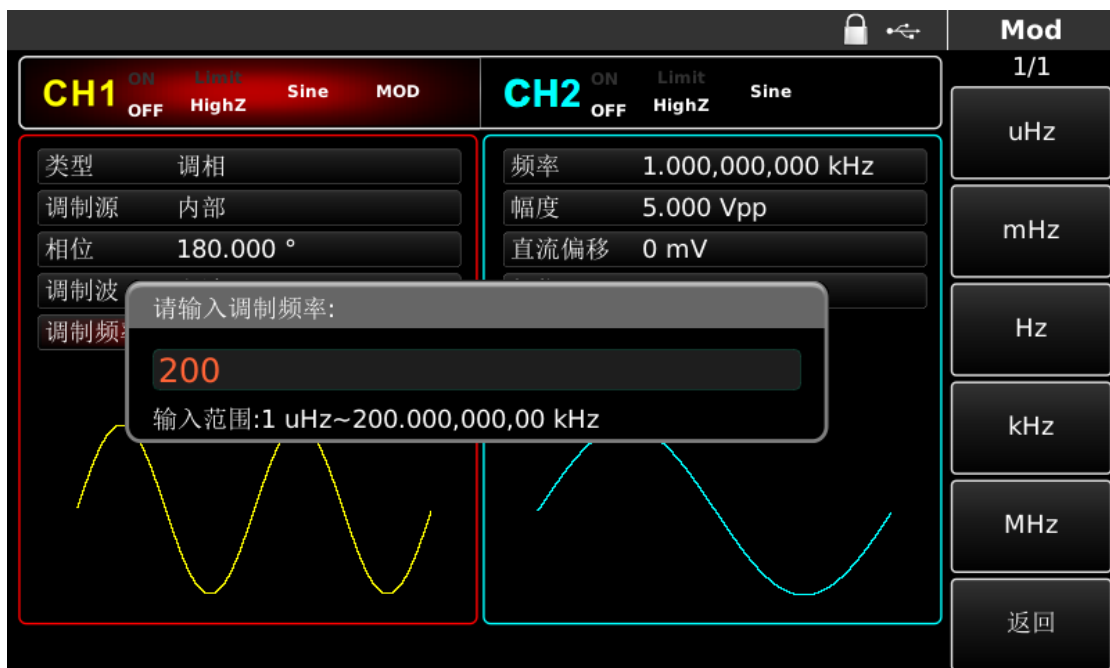 Mod
1/1
CH1 ON OFF Limit HighZ Sine MOD
CH2 ON OFF Limit HighZ Sine
uHz
类型 调相
频率 1.000,000,000 kHz
调制源 内部
幅度 5.000 Vpp
mHz
相位 180.000 °
直流偏移 0 mV
调制波
请输入调制频率:
调制频
Hz
200
输入范围:1 uHz~200.000,000,00 kHz
kHz
MHz
返回